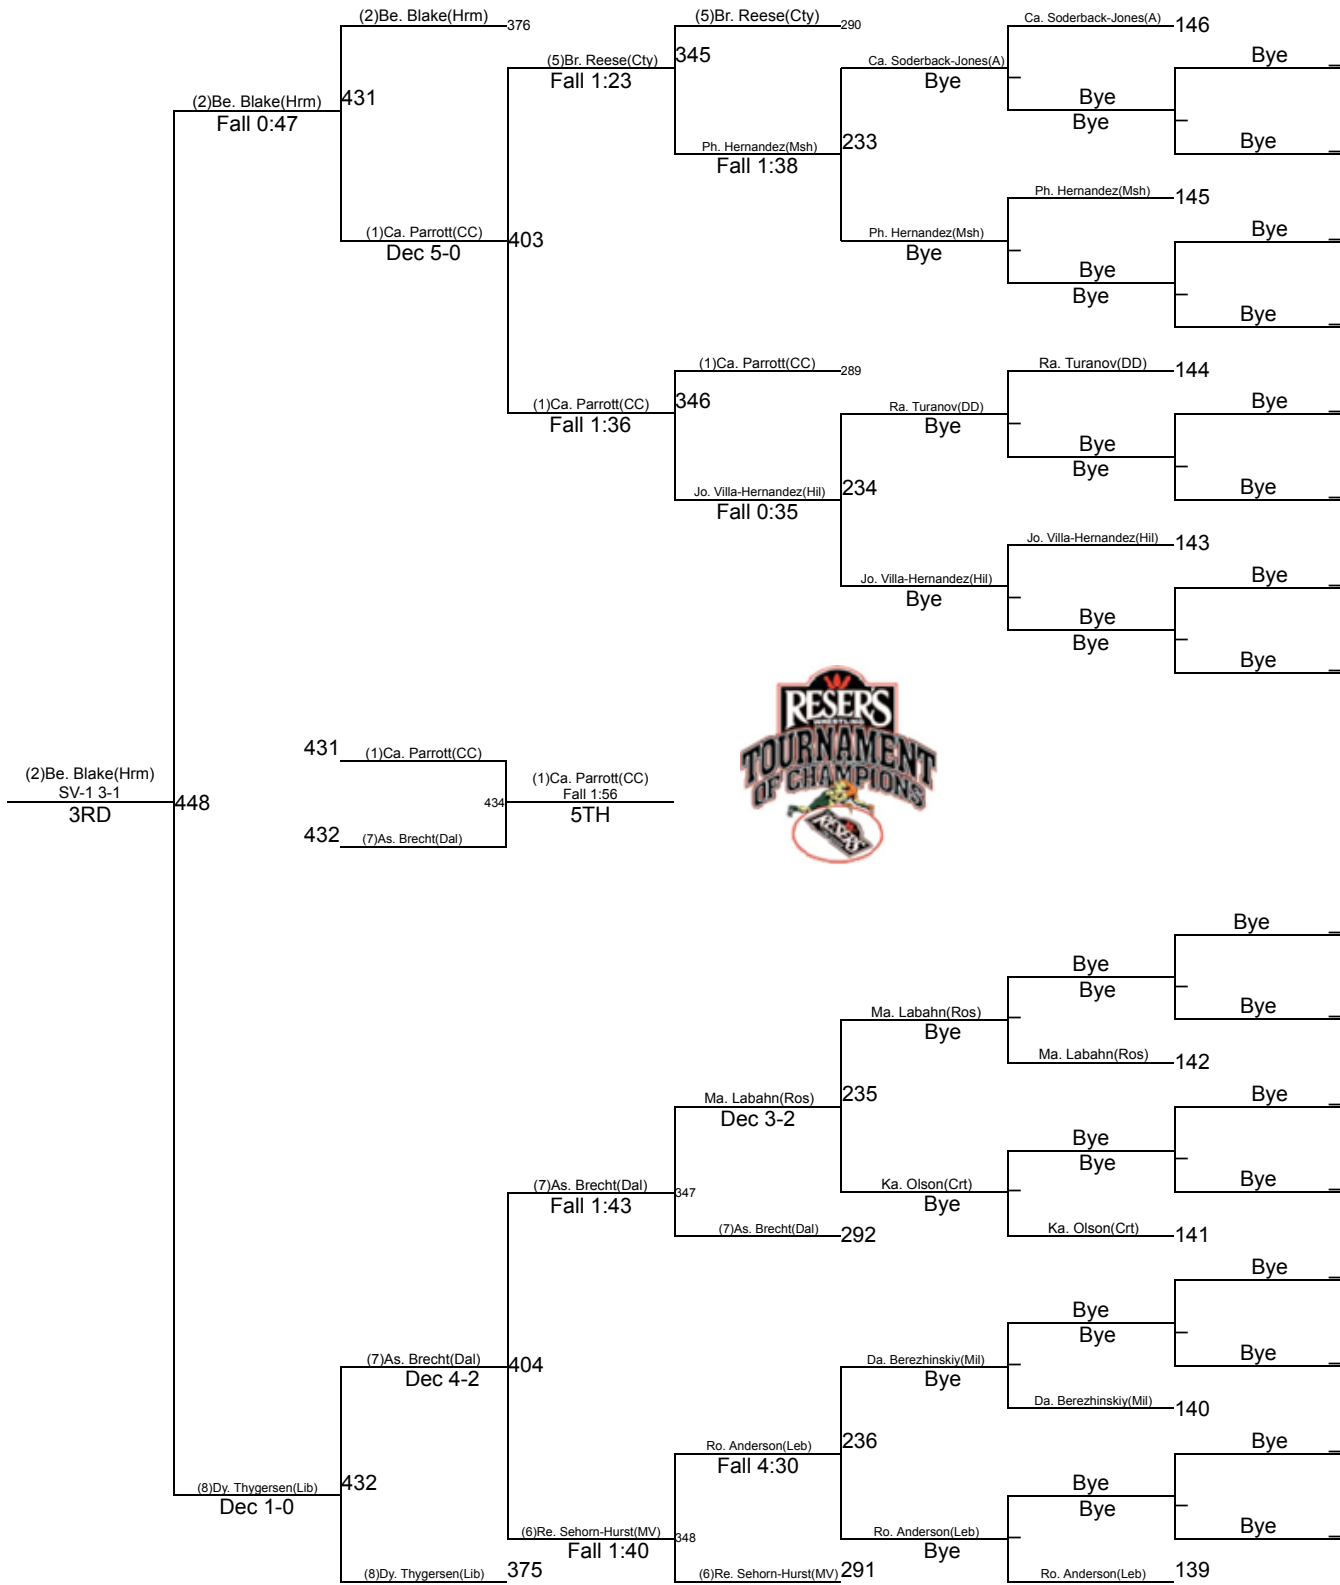 (2)Be. Blake(Hrm)
376
(5)Br. Reese(Cty)
290
Ca. Soderback-Jones(A)
146
(5)Br. Reese(Cty)
Fall 1:23
345
Ca. Soderback-Jones(A)
Bye
Bye
(2)Be. Blake(Hrm)
Fall 0:47
431
Bye
Bye
Ph. Hernandez(Msh)
Fall 1:38
233
Bye
Ph. Hernandez(Msh)
145
(1)Ca. Parrott(CC)
Dec 5-0
403
Ph. Hernandez(Msh)
Bye
Bye
Bye
Bye
Bye
(1)Ca. Parrott(CC)
289
Ra. Turanov(DD)
144
(1)Ca. Parrott(CC)
Fall 1:36
346
Ra. Turanov(DD)
Bye
Bye
Bye
Bye
Jo. Villa-Hernandez(Hil)
Fall 0:35
234
Bye
Jo. Villa-Hernandez(Hil)
143
Jo. Villa-Hernandez(Hil)
Bye
Bye
Bye
Bye
Bye
RESER'S
WRESTLING
TOURNAMENT
OF CHAMPIONS
RESER'S
431
(1)Ca. Parrott(CC)
(2)Be. Blake(Hrm)
SV-1 3-1
3RD
448
434
(1)Ca. Parrott(CC)
Fall 1:56
5TH
432
(7)As. Brecht(Dal)
Bye
Bye
Bye
Bye
Ma. Labahn(Ros)
Bye
Ma. Labahn(Ros)
142
Ma. Labahn(Ros)
Dec 3-2
235
Bye
Bye
Bye
Bye
(7)As. Brecht(Dal)
Fall 1:43
347
Ka. Olson(Crt)
Bye
(7)As. Brecht(Dal)
292
Ka. Olson(Crt)
141
Bye
Bye
Bye
Bye
(7)As. Brecht(Dal)
Dec 4-2
404
Da. Berezhinskiy(Mil)
Bye
Da. Berezhinskiy(Mil)
140
Ro. Anderson(Leb)
Fall 4:30
236
Bye
(8)Dy. Thygersen(Lib)
Dec 1-0
432
Bye
Bye
Bye
(6)Re. Sehorn-Hurst(MV)
Fall 1:40
348
Ro. Anderson(Leb)
Bye
(8)Dy. Thygersen(Lib)
375
(6)Re. Sehorn-Hurst(MV)
291
Ro. Anderson(Leb)
139